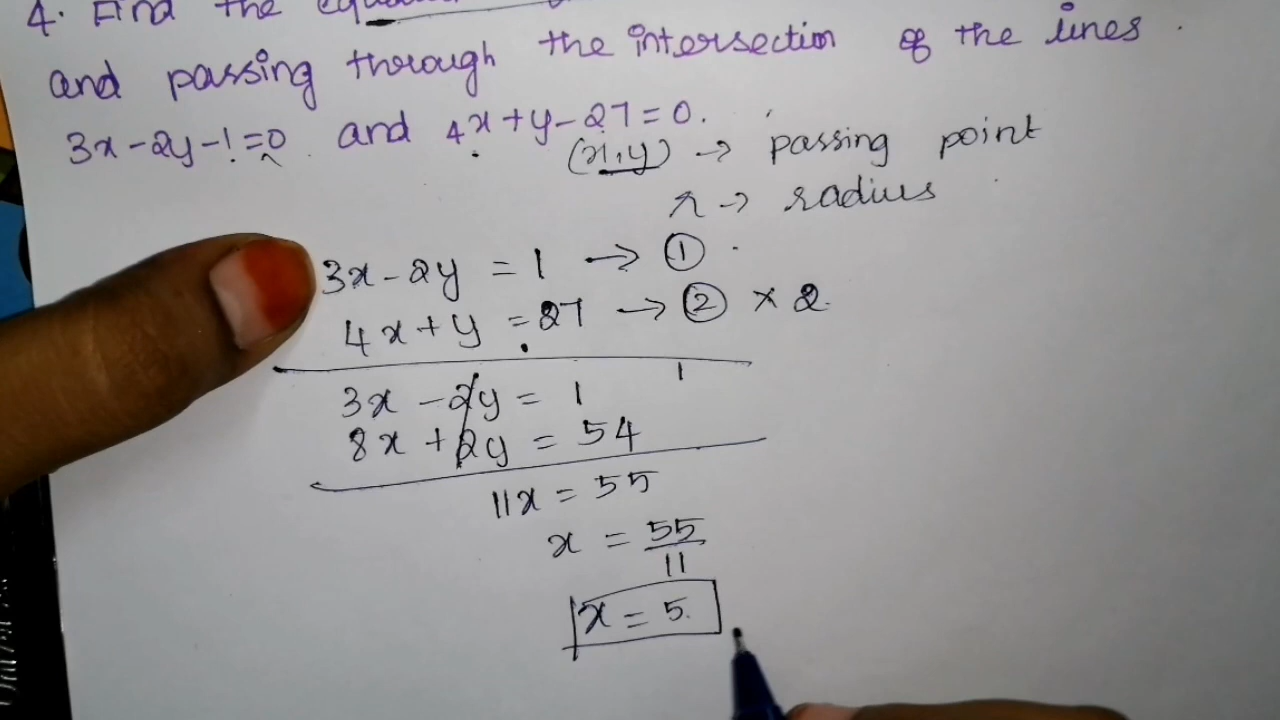 4. Find the
and passing through the intersection of the lines
3x-2y-1=0 and 4x+y-27=0.
(x,y) → passing point
r → radius
3x-2y = 1 → ①
4x+y = 27 → ② × 2
3x -2y = 1
8x +2y = 54
11x = 55
x = 55/11
x = 5